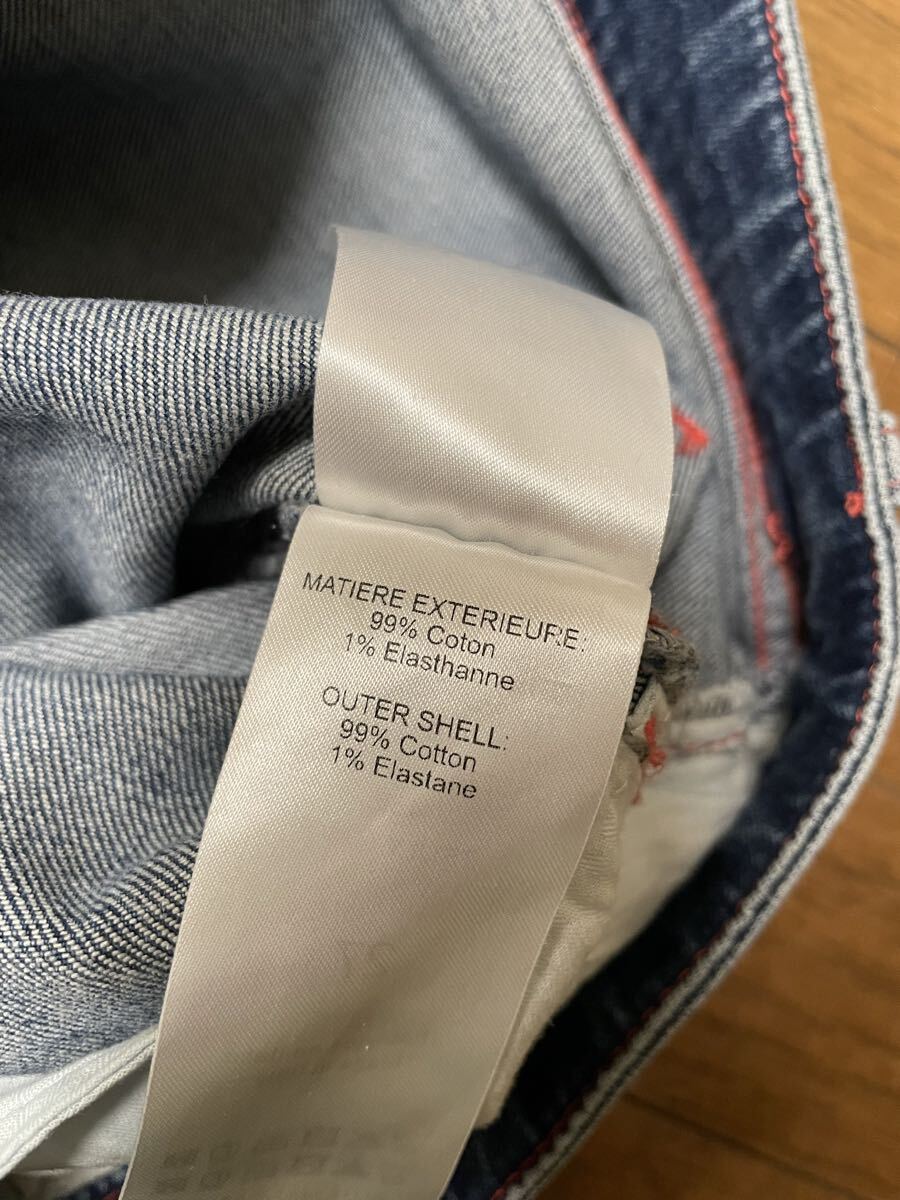 MATIERE EXTERIEURE:
99% Coton
1% Elasthanne
OUTER SHELL:
99% Cotton
1% Elastane